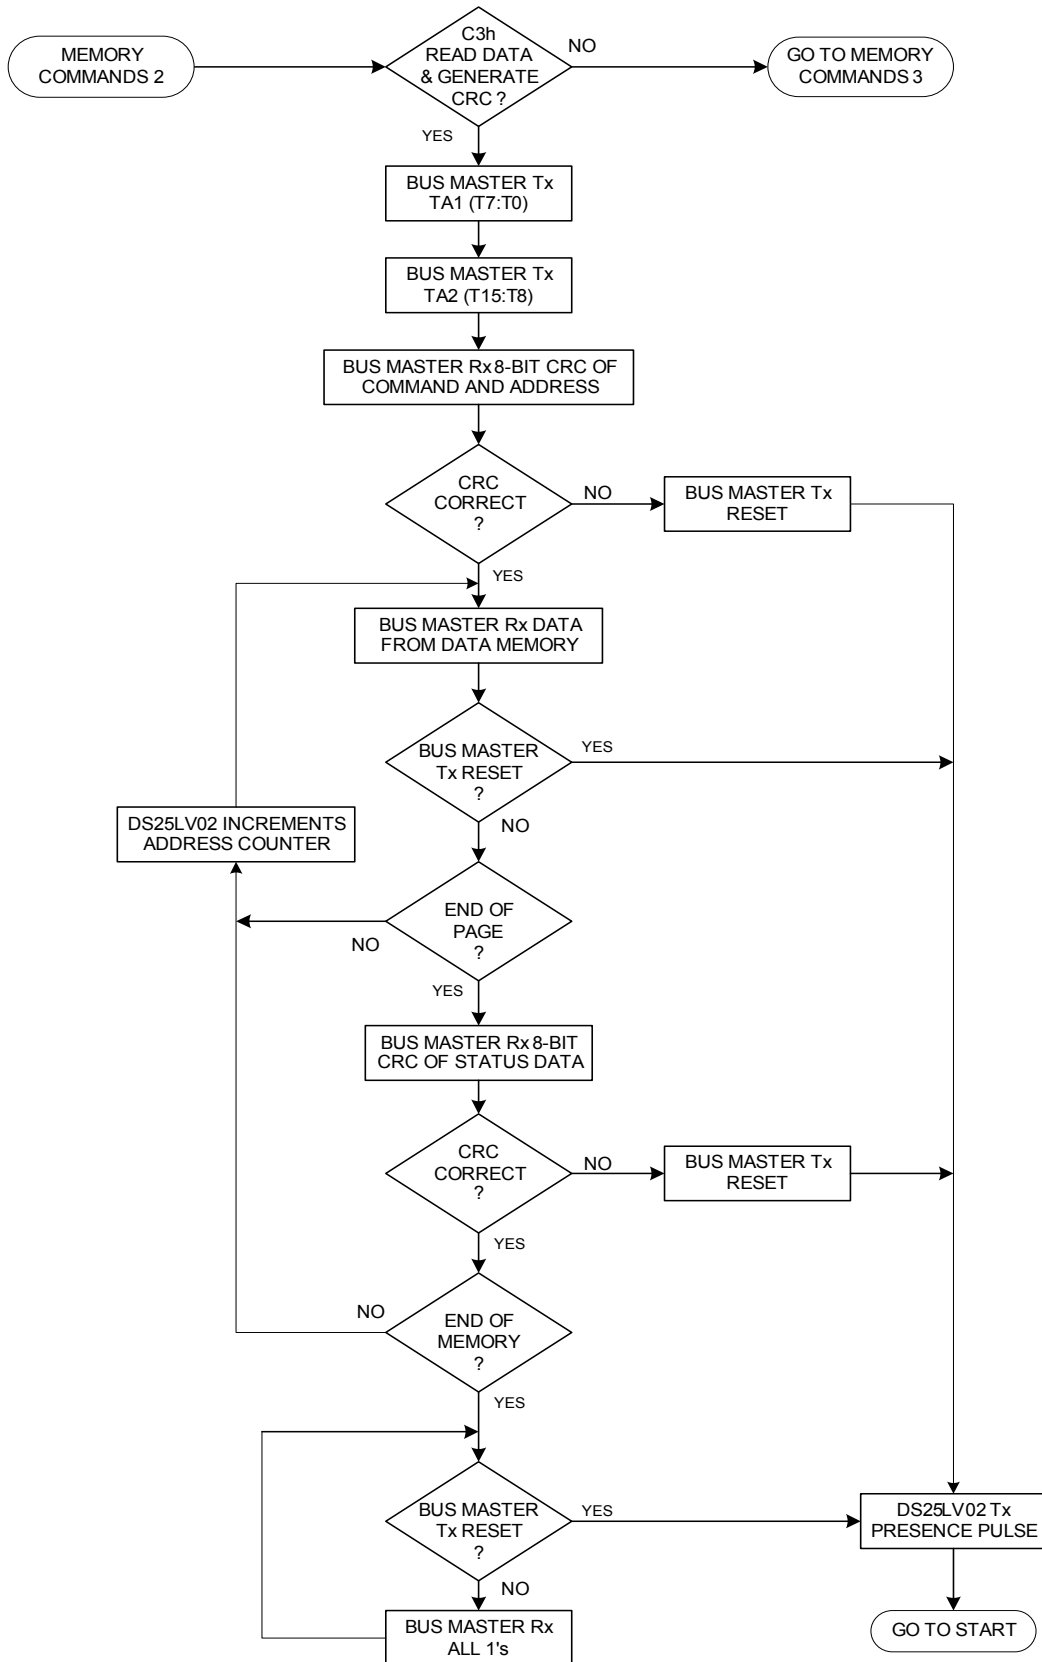 MEMORY
COMMANDS 2
C3h
READ DATA
& GENERATE
CRC ?
NO
GO TO MEMORY
COMMANDS 3
YES
BUS MASTER Tx
TA1 (T7:T0)
BUS MASTER Tx
TA2 (T15:T8)
BUS MASTER Rx 8-BIT CRC OF
COMMAND AND ADDRESS
CRC
CORRECT
?
NO
BUS MASTER Tx
RESET
YES
BUS MASTER Rx DATA
FROM DATA MEMORY
BUS MASTER
Tx RESET
?
YES
NO
DS25LV02 INCREMENTS
ADDRESS COUNTER
END OF
PAGE
?
NO
YES
BUS MASTER Rx 8-BIT
CRC OF STATUS DATA
CRC
CORRECT
?
NO
BUS MASTER Tx
RESET
YES
END OF
MEMORY
?
NO
YES
BUS MASTER
Tx RESET
?
YES
DS25LV02 Tx
PRESENCE PULSE
NO
BUS MASTER Rx
ALL 1's
GO TO START